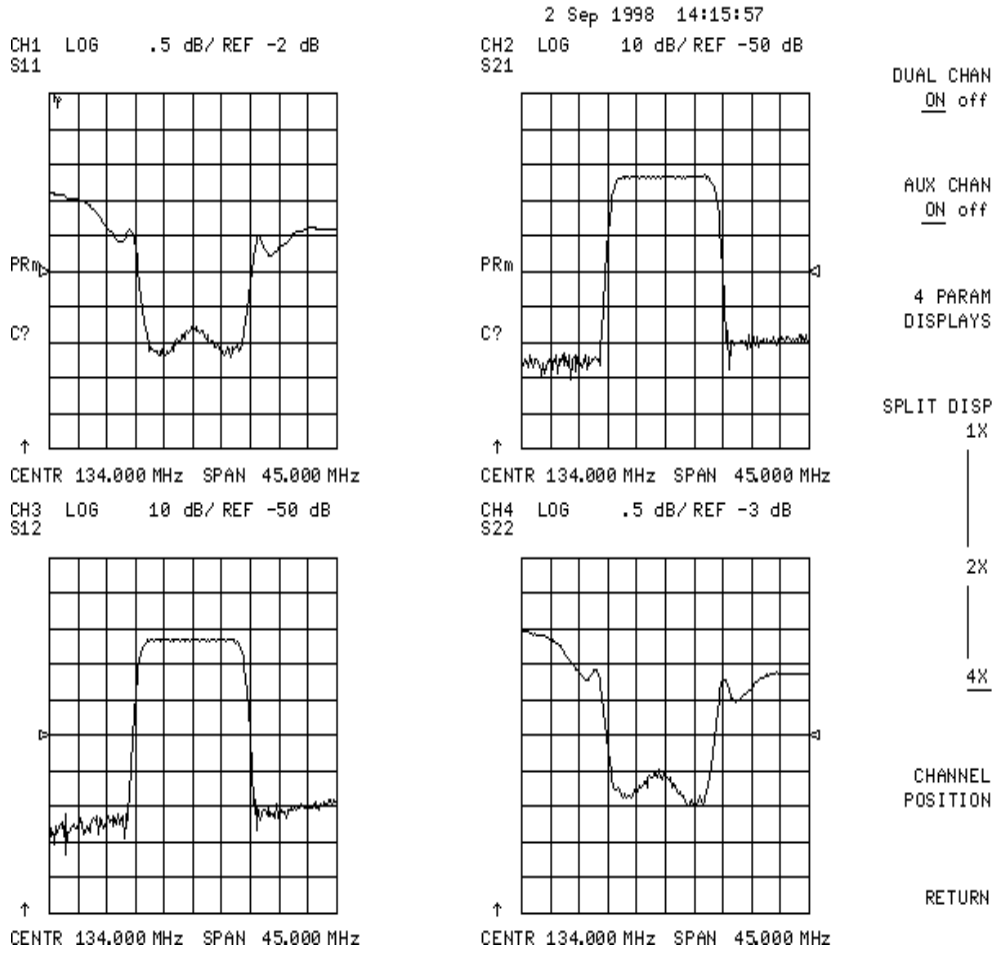 2 Sep 1998 14:15:57
CH1 LOG .5 dB/ REF -2 dB
S11
PRm
C?
CENTR 134.000 MHz SPAN 45.000 MHz
CH2 LOG 10 dB/ REF -50 dB
S21
PRm
C?
CENTR 134.000 MHz SPAN 45.000 MHz
CH3 LOG 10 dB/ REF -50 dB
S12
CENTR 134.000 MHz SPAN 45.000 MHz
CH4 LOG .5 dB/ REF -3 dB
S22
CENTR 134.000 MHz SPAN 45.000 MHz
DUAL CHAN
ON off
AUX CHAN
ON off
4 PARAM
DISPLAYS
SPLIT DISP
1X
2X
4X
CHANNEL
POSITION
RETURN